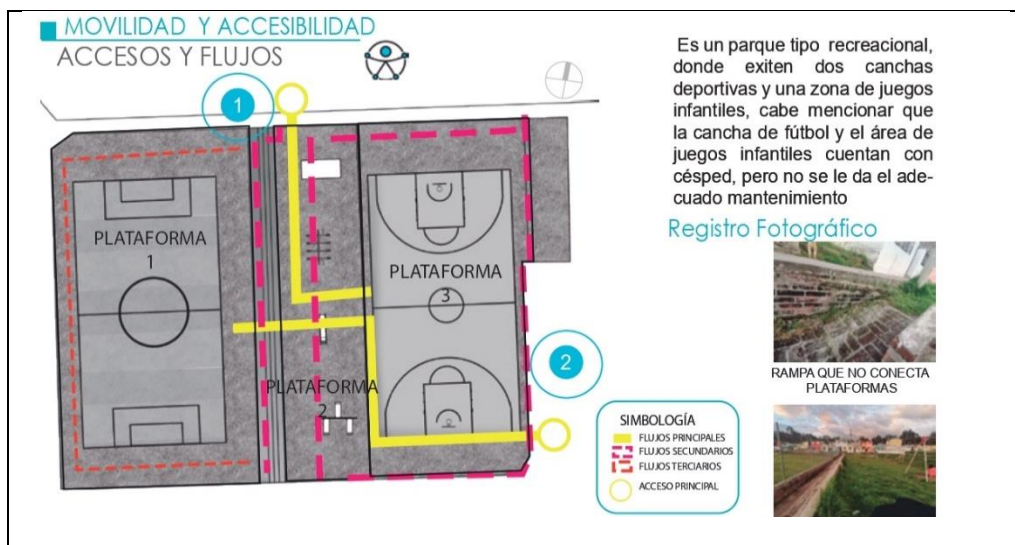 MOVILIDAD Y ACCESIBILIDAD
ACCESOS Y FLUJOS
1
PLATAFORMA
1
PLATAFORMA
3
PLATAFORMA
2
2
SIMBOLOGÍA
FLUJOS PRINCIPALES
FLUJOS SECUNDARIOS
FLUJOS TERCIARIOS
ACCESO PRINCIPAL
Es un parque tipo recreacional,
donde exiten dos canchas
deportivas y una zona de juegos
infantiles, cabe mencionar que
la cancha de fútbol y el área de
juegos infantiles cuentan con
césped, pero no se le da el ade-
cuado mantenimiento
Registro Fotográfico
RAMPA QUE NO CONECTA
PLATAFORMAS